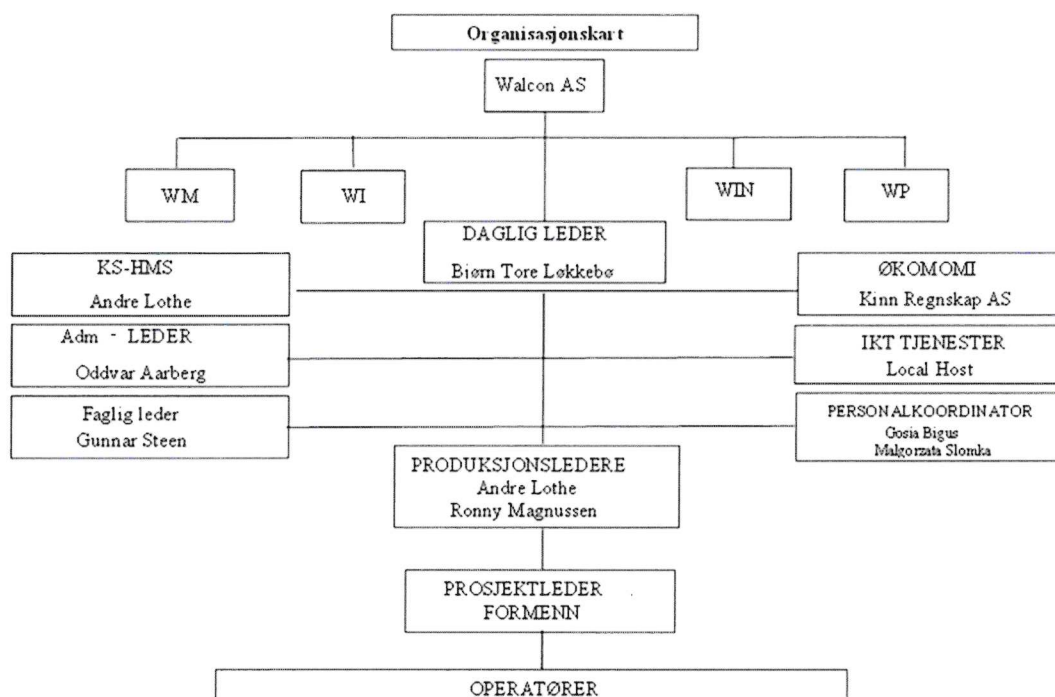 Organisasjonskart
Walcon AS
WM
WI
WIN
WP
DAGLIG LEDER
Bjørn Tore Løkkebø
KS-HMS
Andre Lothe
ØKOMOMI
Kinn Regnskap AS
Adm - LEDER
Oddvar Aarberg
IKT TJENESTER
Local Host
Faglig leder
Gunnar Steen
PERSONALKOORDINATOR
Gosia Bigus
Malgorzata Slomka
PRODUKSJONSLEDERE
Andre Lothe
Ronny Magnussen
PROSJEKTLEDER
FORMENN
OPERATØRER